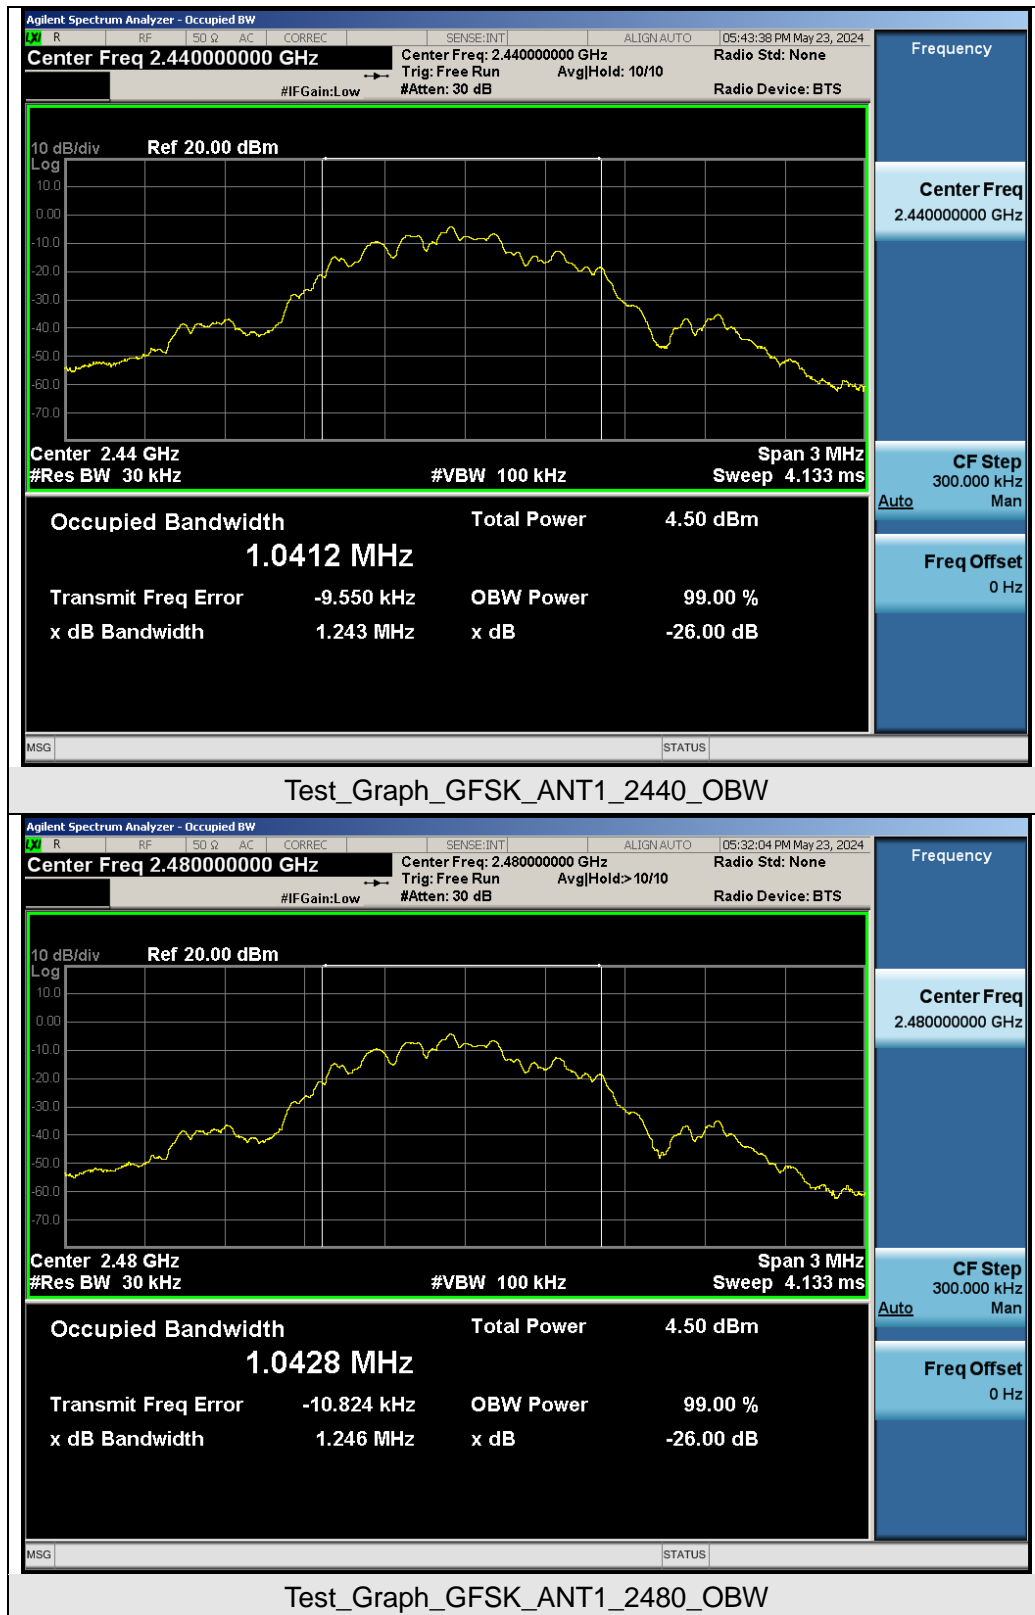 Agilent Spectrum Analyzer - Occupied BW
LXI R RF 50 Ω AC CORREC SENSE:INT ALIGN AUTO 05:43:38 PM May 23, 2024
Center Freq 2.440000000 GHz
Center Freq: 2.440000000 GHz
Radio Std: None
Trig: Free Run Avg|Hold: 10/10
#IFGain:Low #Atten: 30 dB Radio Device: BTS
Frequency
10 dB/div Ref 20.00 dBm
Log
10.0
0.00
-10.0
-20.0
-30.0
-40.0
-50.0
-60.0
-70.0
Center 2.44 GHz Span 3 MHz
#Res BW 30 kHz #VBW 100 kHz Sweep 4.133 ms
Center Freq
2.440000000 GHz
CF Step
300.000 kHz
Auto Man
Freq Offset
0 Hz
Occupied Bandwidth Total Power 4.50 dBm
1.0412 MHz
Transmit Freq Error -9.550 kHz OBW Power 99.00 %
x dB Bandwidth 1.243 MHz x dB -26.00 dB
MSG STATUS
Test_Graph_GFSK_ANT1_2440_OBW
Agilent Spectrum Analyzer - Occupied BW
LXI R RF 50 Ω AC CORREC SENSE:INT ALIGN AUTO 05:32:04 PM May 23, 2024
Center Freq 2.480000000 GHz
Center Freq: 2.480000000 GHz
Radio Std: None
Trig: Free Run Avg|Hold:>10/10
#IFGain:Low #Atten: 30 dB Radio Device: BTS
Frequency
10 dB/div Ref 20.00 dBm
Log
10.0
0.00
-10.0
-20.0
-30.0
-40.0
-50.0
-60.0
-70.0
Center 2.48 GHz Span 3 MHz
#Res BW 30 kHz #VBW 100 kHz Sweep 4.133 ms
Center Freq
2.480000000 GHz
CF Step
300.000 kHz
Auto Man
Freq Offset
0 Hz
Occupied Bandwidth Total Power 4.50 dBm
1.0428 MHz
Transmit Freq Error -10.824 kHz OBW Power 99.00 %
x dB Bandwidth 1.246 MHz x dB -26.00 dB
MSG STATUS
Test_Graph_GFSK_ANT1_2480_OBW